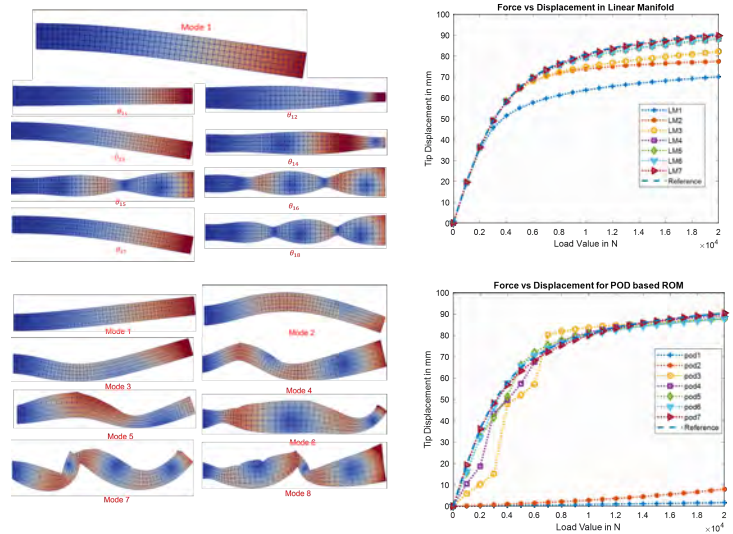 Mode 1
θ11
θ12
θ13
θ14
θ15
θ16
θ17
θ18
Force vs Displacement in Linear Manifold
Tip Displacement in mm
100
90
80
70
60
50
40
30
20
10
0
LM1
LM2
LM3
LM4
LM5
LM6
LM7
Reference
0 0.2 0.4 0.6 0.8 1 1.2 1.4 1.6 1.8 2
Load Value in N
×10^4
Mode 1
Mode 2
Mode 3
Mode 4
Mode 5
Mode 6
Mode 7
Mode 8
Force vs Displacement for POD based ROM
Tip Displacement in mm
100
90
80
70
60
50
40
30
20
10
0
pod1
pod2
pod3
pod4
pod5
pod6
pod7
Reference
0 0.2 0.4 0.6 0.8 1 1.2 1.4 1.6 1.8 2
Load Value in N
×10^4